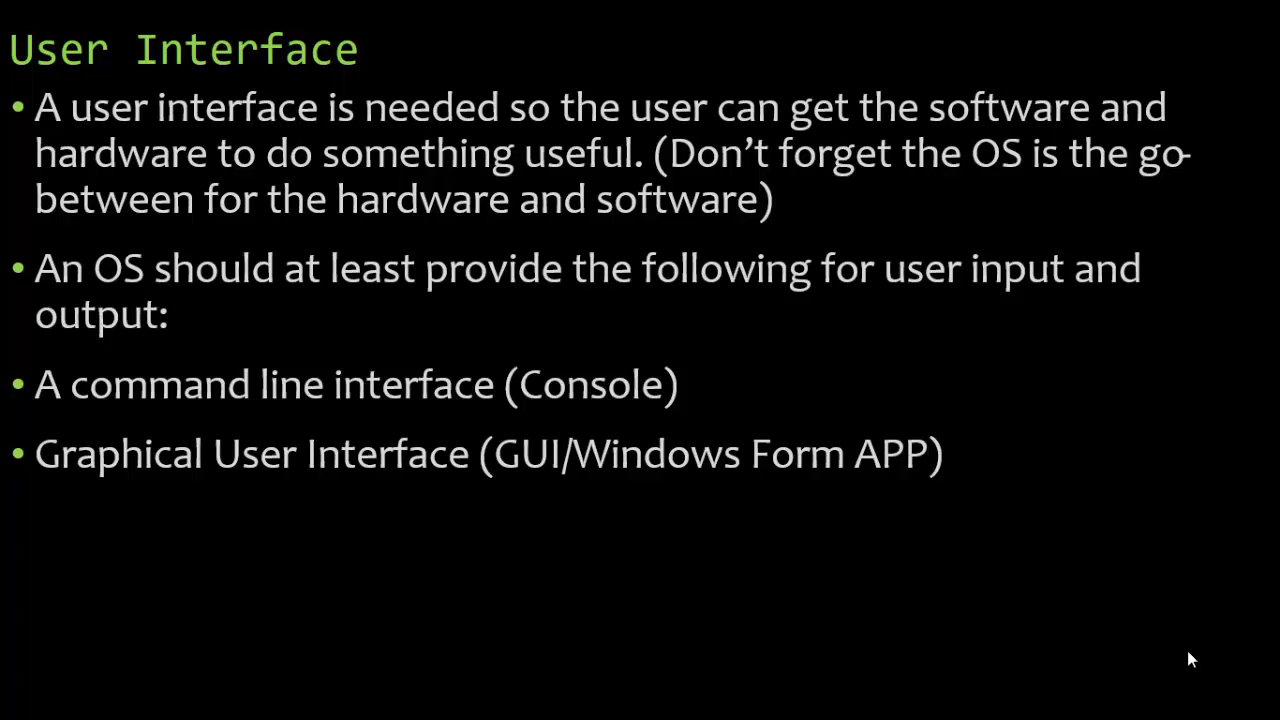 User Interface
• A user interface is needed so the user can get the software and
hardware to do something useful. (Don’t forget the OS is the go-
between for the hardware and software)
• An OS should at least provide the following for user input and
output:
• A command line interface (Console)
• Graphical User Interface (GUI/Windows Form APP)